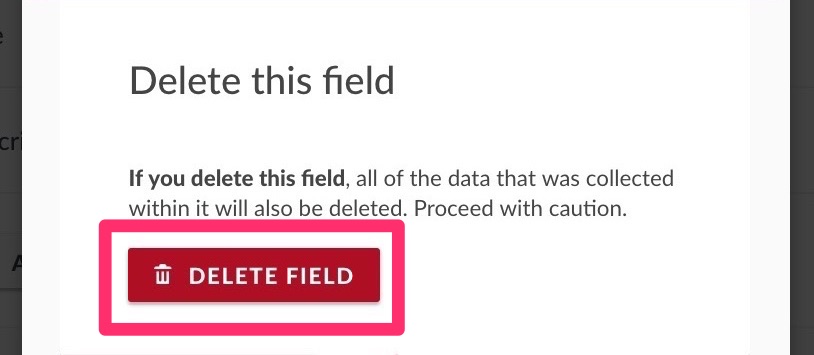 Delete this field
If you delete this field, all of the data that was collected
within it will also be deleted. Proceed with caution.
DELETE FIELD